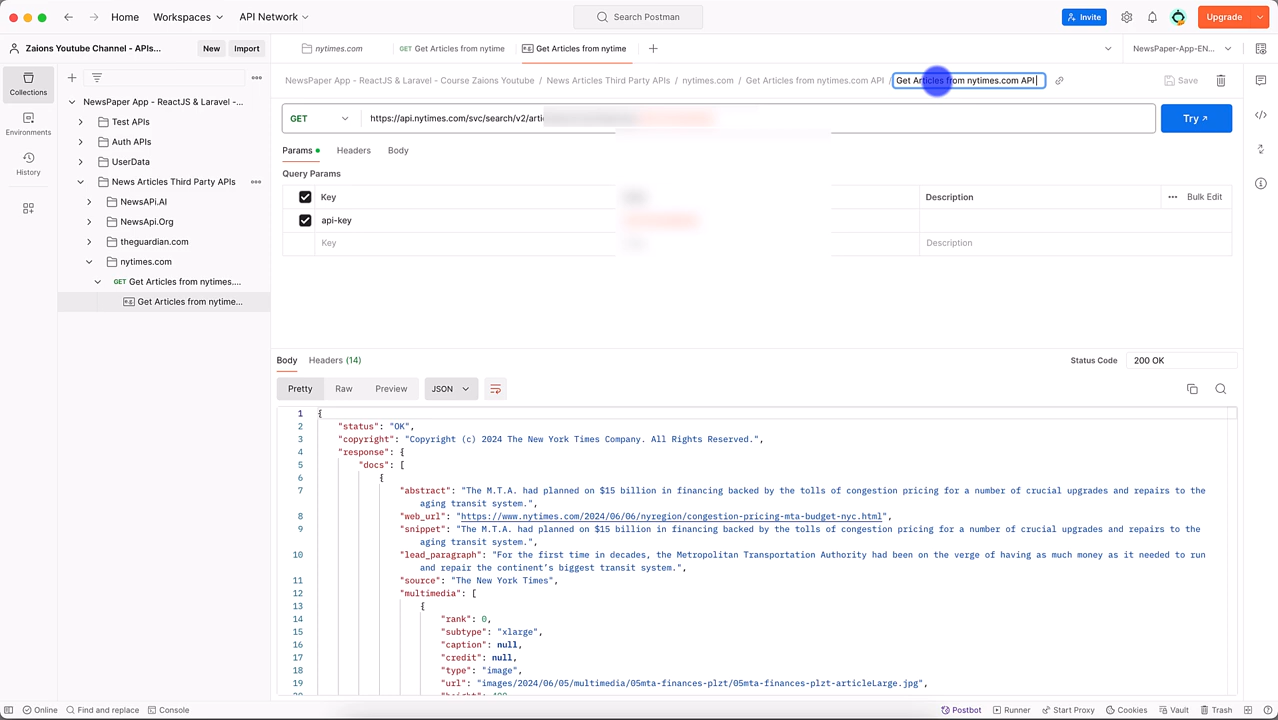 Home Workspaces API Network Search Postman Invite Upgrade
Zaions Youtube Channel - APIs... New Import nytimes.com GET Get Articles from nytime Get Articles from nytime NewsPaper-App-EN...
NewsPaper App - ReactJS & Laravel - Course Zaions Youtube / News Articles Third Party APIs / nytimes.com / Get Articles from nytimes.com API / Get Articles from nytimes.com API Save
Collections
Environments
History
NewsPaper App - ReactJS & Laravel -...
Test APIs
Auth APIs
UserData
News Articles Third Party APIs
NewsAPI.AI
NewsApi.Org
theguardian.com
nytimes.com
GET Get Articles from nytimes....
Get Articles from nytime...
GET https://api.nytimes.com/svc/search/v2/arti Try
Params Headers Body
Query Params
Key Description Bulk Edit
api-key
Key Description
Body Headers (14) Status Code 200 OK
Pretty Raw Preview JSON
1 {
2 "status": "OK",
3 "copyright": "Copyright (c) 2024 The New York Times Company. All Rights Reserved.",
4 "response": {
5 "docs": [
6 {
7 "abstract": "The M.T.A. had planned on $15 billion in financing backed by the tolls of congestion pricing for a number of crucial upgrades and repairs to the
aging transit system.",
8 "web_url": "https://www.nytimes.com/2024/06/06/nyregion/congestion-pricing-mta-budget-nyc.html",
9 "snippet": "The M.T.A. had planned on $15 billion in financing backed by the tolls of congestion pricing for a number of crucial upgrades and repairs to the
aging transit system.",
10 "lead_paragraph": "For the first time in decades, the Metropolitan Transportation Authority had been on the verge of having as much money as it needed to run
and repair the continent's biggest transit system.",
11 "source": "The New York Times",
12 "multimedia": [
13 {
14 "rank": 0,
15 "subtype": "xlarge",
16 "caption": null,
17 "credit": null,
18 "type": "image",
19 "url": "images/2024/06/05/multimedia/05mta-finances-plzt/05mta-finances-plzt-articleLarge.jpg",
Online Find and replace Console Postbot Runner Start Proxy Cookies Vault Trash